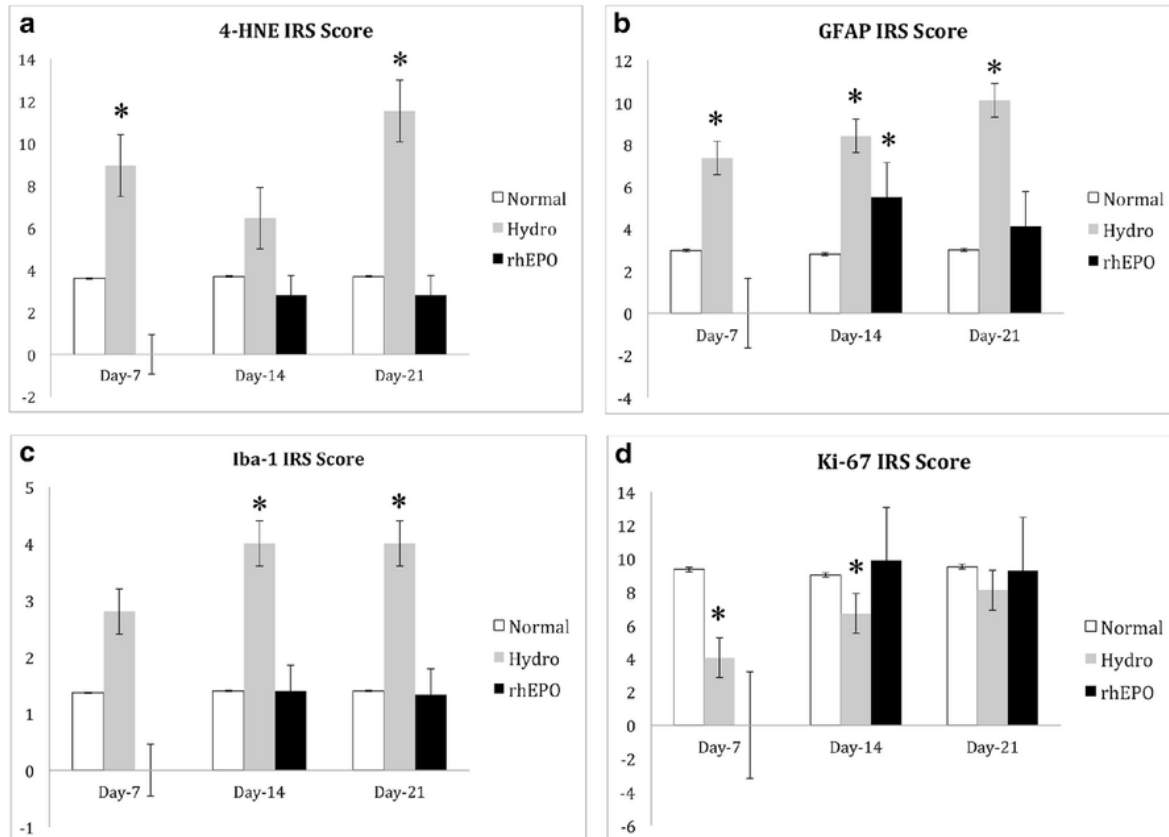 a
4-HNE IRS Score
14
12
10
8
6
4
2
0
-2
*
*
Day-7
Day-14
Day-21
Normal
Hydro
rhEPO
b
GFAP IRS Score
12
10
8
6
4
2
0
-2
-4
*
*
*
*
Day-7
Day-14
Day-21
Normal
Hydro
rhEPO
c
Iba-1 IRS Score
5
4
3
2
1
0
-1
*
*
Day-7
Day-14
Day-21
Normal
Hydro
rhEPO
d
Ki-67 IRS Score
14
12
10
8
6
4
2
0
-2
-4
-6
*
*
Day-7
Day-14
Day-21
Normal
Hydro
rhEPO